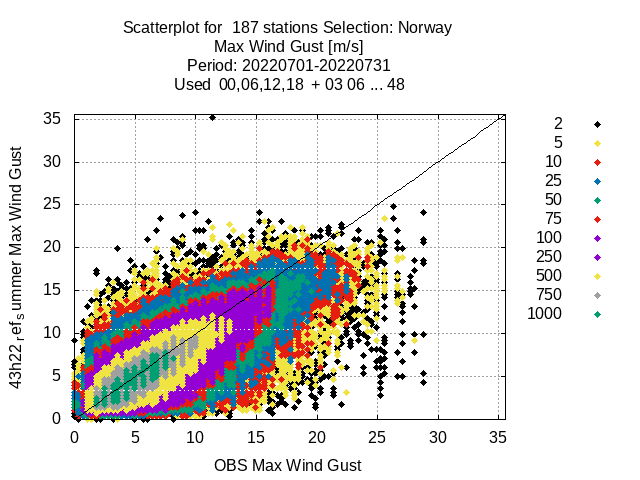 Scatterplot for  187 stations Selection: Norway
Max Wind Gust [m/s]
Period: 20220701-20220731
Used  00,06,12,18  + 03 06 ... 48
43h22_ref_summer Max Wind Gust
35
30
25
20
15
10
5
0
0 5 10 15 20 25 30 35
OBS Max Wind Gust
2
5
10
25
50
75
100
250
500
750
1000